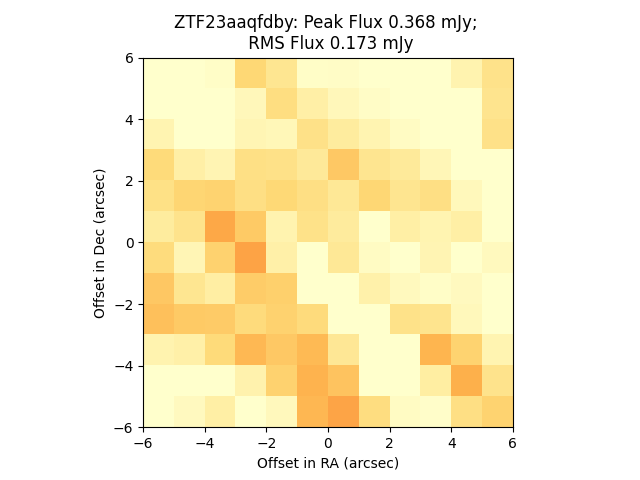 ZTF23aaqfdby: Peak Flux 0.368 mJy;
RMS Flux 0.173 mJy
6
4
2
0
−2
−4
−6
Offset in Dec (arcsec)
−6 −4 −2 0 2 4 6
Offset in RA (arcsec)